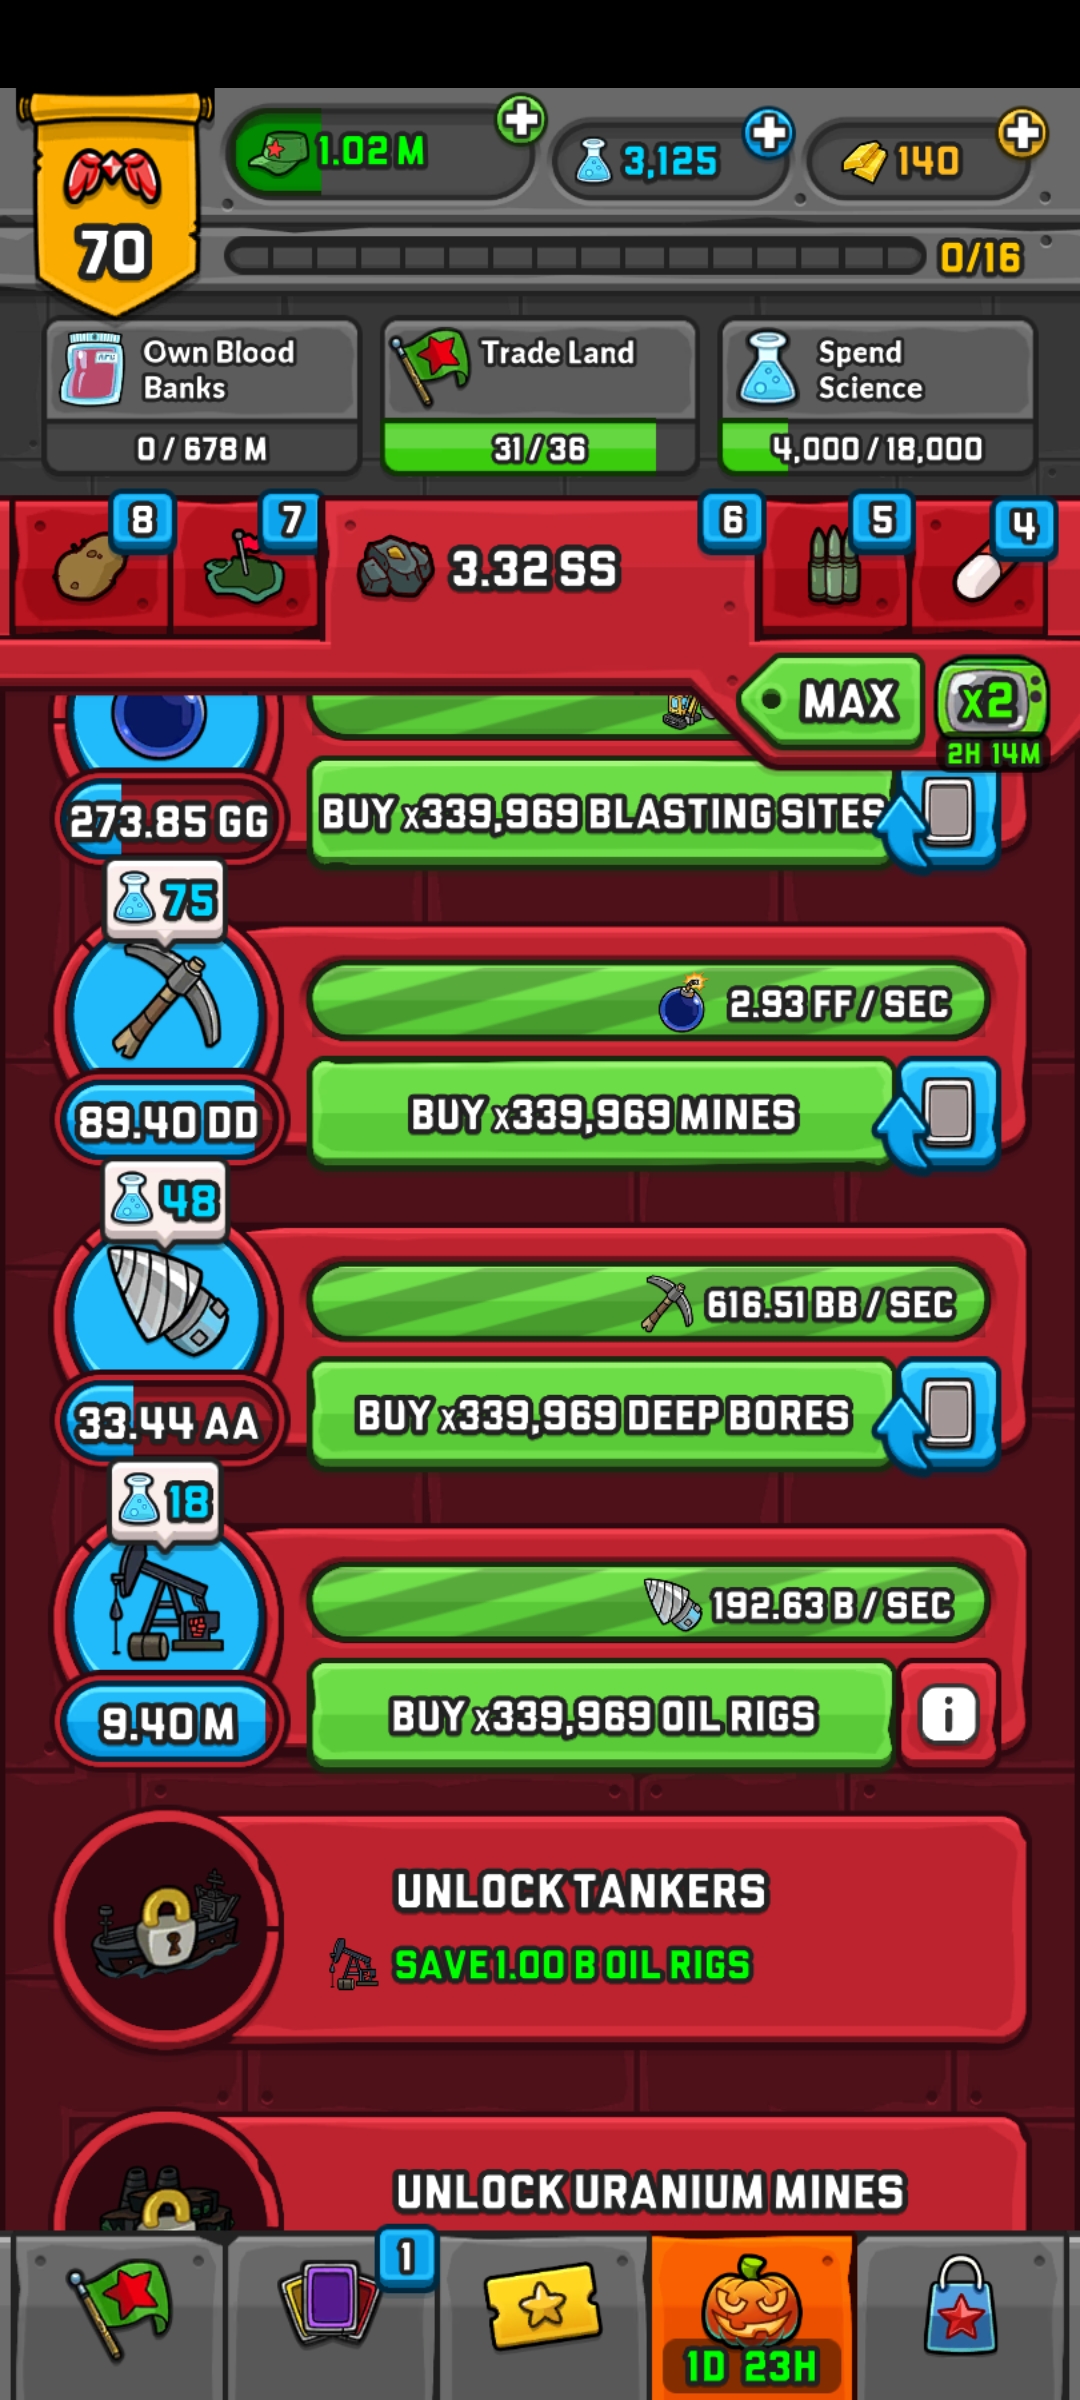 70
1.02 M
3,125
140
0/16
Own Blood
Banks
0 / 678 M
Trade Land
31 / 36
Spend
Science
4,000 / 18,000
8
7
3.32 SS
6
5
4
MAX
x2
2H 14M
273.85 GG
BUY x339,969 BLASTING SITES
75
2.93 FF / SEC
89.40 DD
BUY x339,969 MINES
48
616.51 BB / SEC
33.44 AA
BUY x339,969 DEEP BORES
18
192.63 B / SEC
9.40 M
BUY x339,969 OIL RIGS
i
UNLOCK TANKERS
SAVE 1.00 B OIL RIGS
UNLOCK URANIUM MINES
1
1D 23H